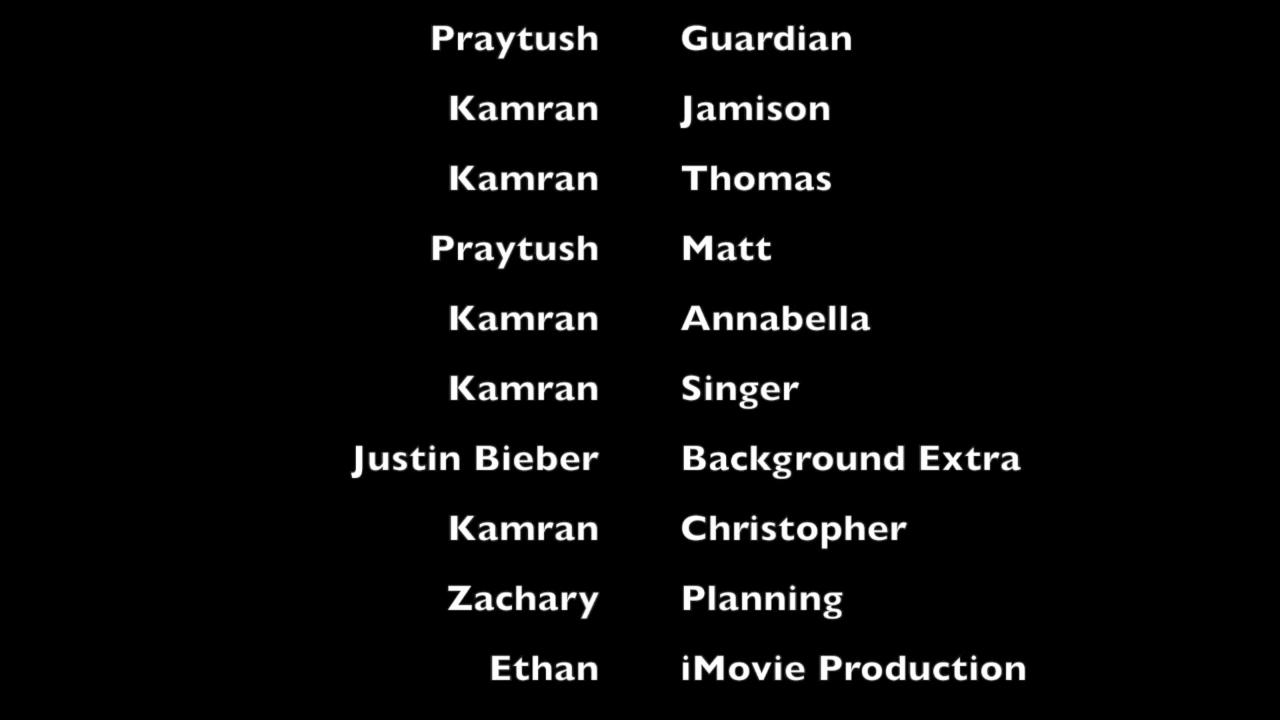 Praytush Guardian
Kamran Jamison
Kamran Thomas
Praytush Matt
Kamran Annabella
Kamran Singer
Justin Bieber Background Extra
Kamran Christopher
Zachary Planning
Ethan iMovie Production